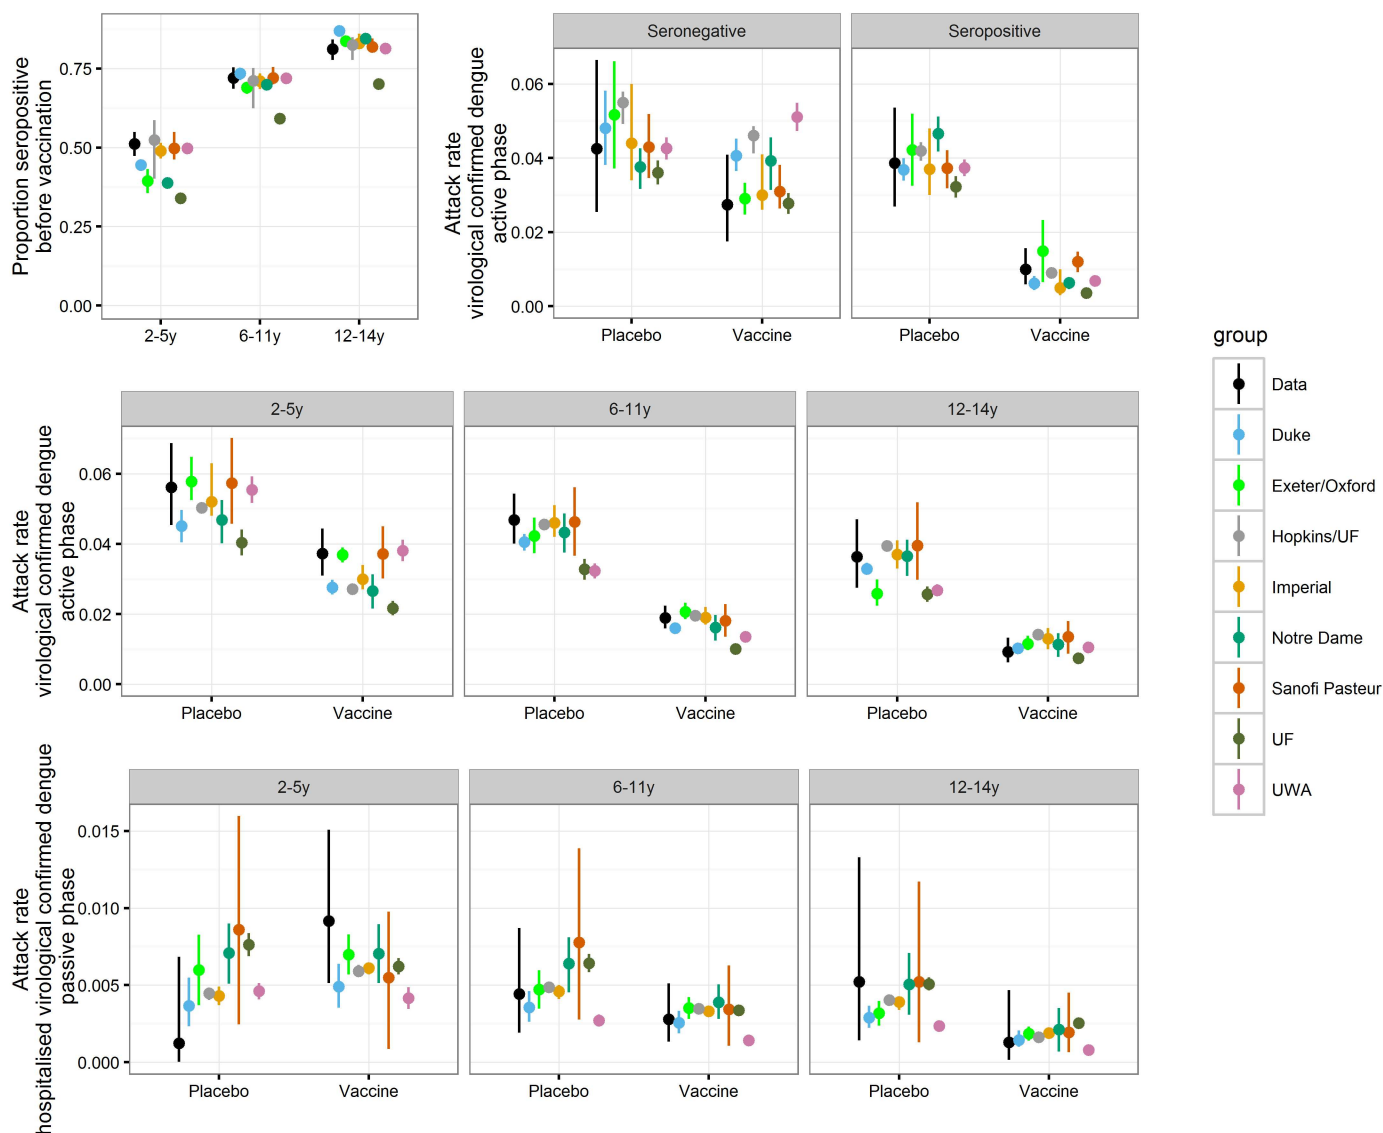 Proportion seropositive
before vaccination
0.75
0.50
0.25
0.00
2-5y
6-11y
12-14y
Attack rate
virological confirmed dengue
active phase
Seronegative
Seropositive
0.06
0.04
0.02
0.00
Placebo
Vaccine
Placebo
Vaccine
Attack rate
virological confirmed dengue
active phase
2-5y
6-11y
12-14y
0.06
0.04
0.02
0.00
Placebo
Vaccine
Placebo
Vaccine
Placebo
Vaccine
Attack rate
hospitalised virological confirmed dengue
passive phase
2-5y
6-11y
12-14y
0.015
0.010
0.005
0.000
Placebo
Vaccine
Placebo
Vaccine
Placebo
Vaccine
group
Data
Duke
Exeter/Oxford
Hopkins/UF
Imperial
Notre Dame
Sanofi Pasteur
UF
UWA